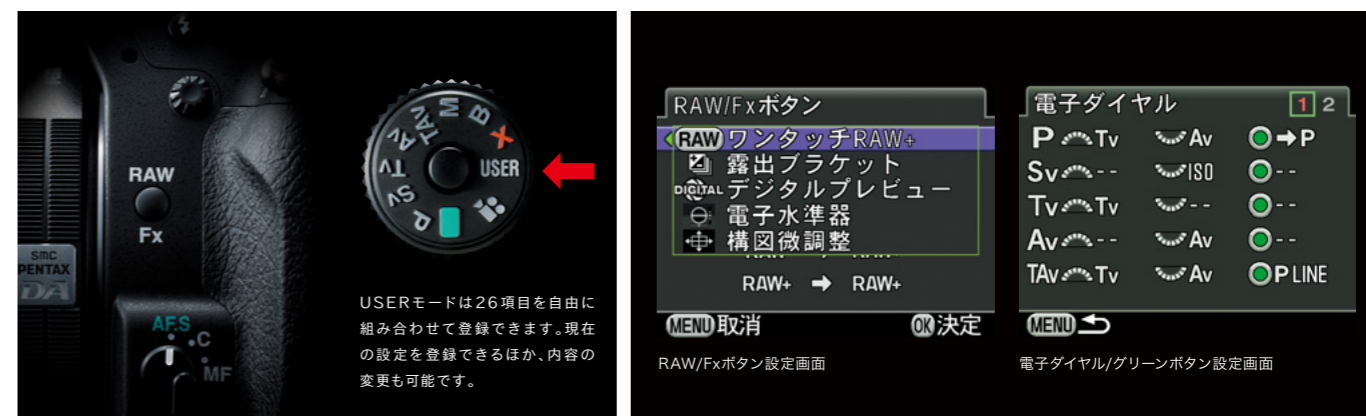 RAW
Fx
smc
PENTAX
DA
AF.S
.C
MF
M
B
X
TAv
Av
Tv
USER
Sv
P
USERモードは26項目を自由に
組み合わせて登録できます。現在
の設定を登録できるほか、内容の
変更も可能です。
RAW/Fxボタン
RAW ワンタッチRAW+
露出ブラケット
DIGITAL デジタルプレビュー
電子水準器
構図微調整
RAW+ ➡ RAW+
MENU 取消 OK 決定
RAW/Fxボタン設定画面
電子ダイヤル 1 2
P Tv Av ➡P
Sv -- ISO --
Tv Tv -- --
Av -- Av --
TAv Tv Av P LINE
MENU
電子ダイヤル/グリーンボタン設定画面